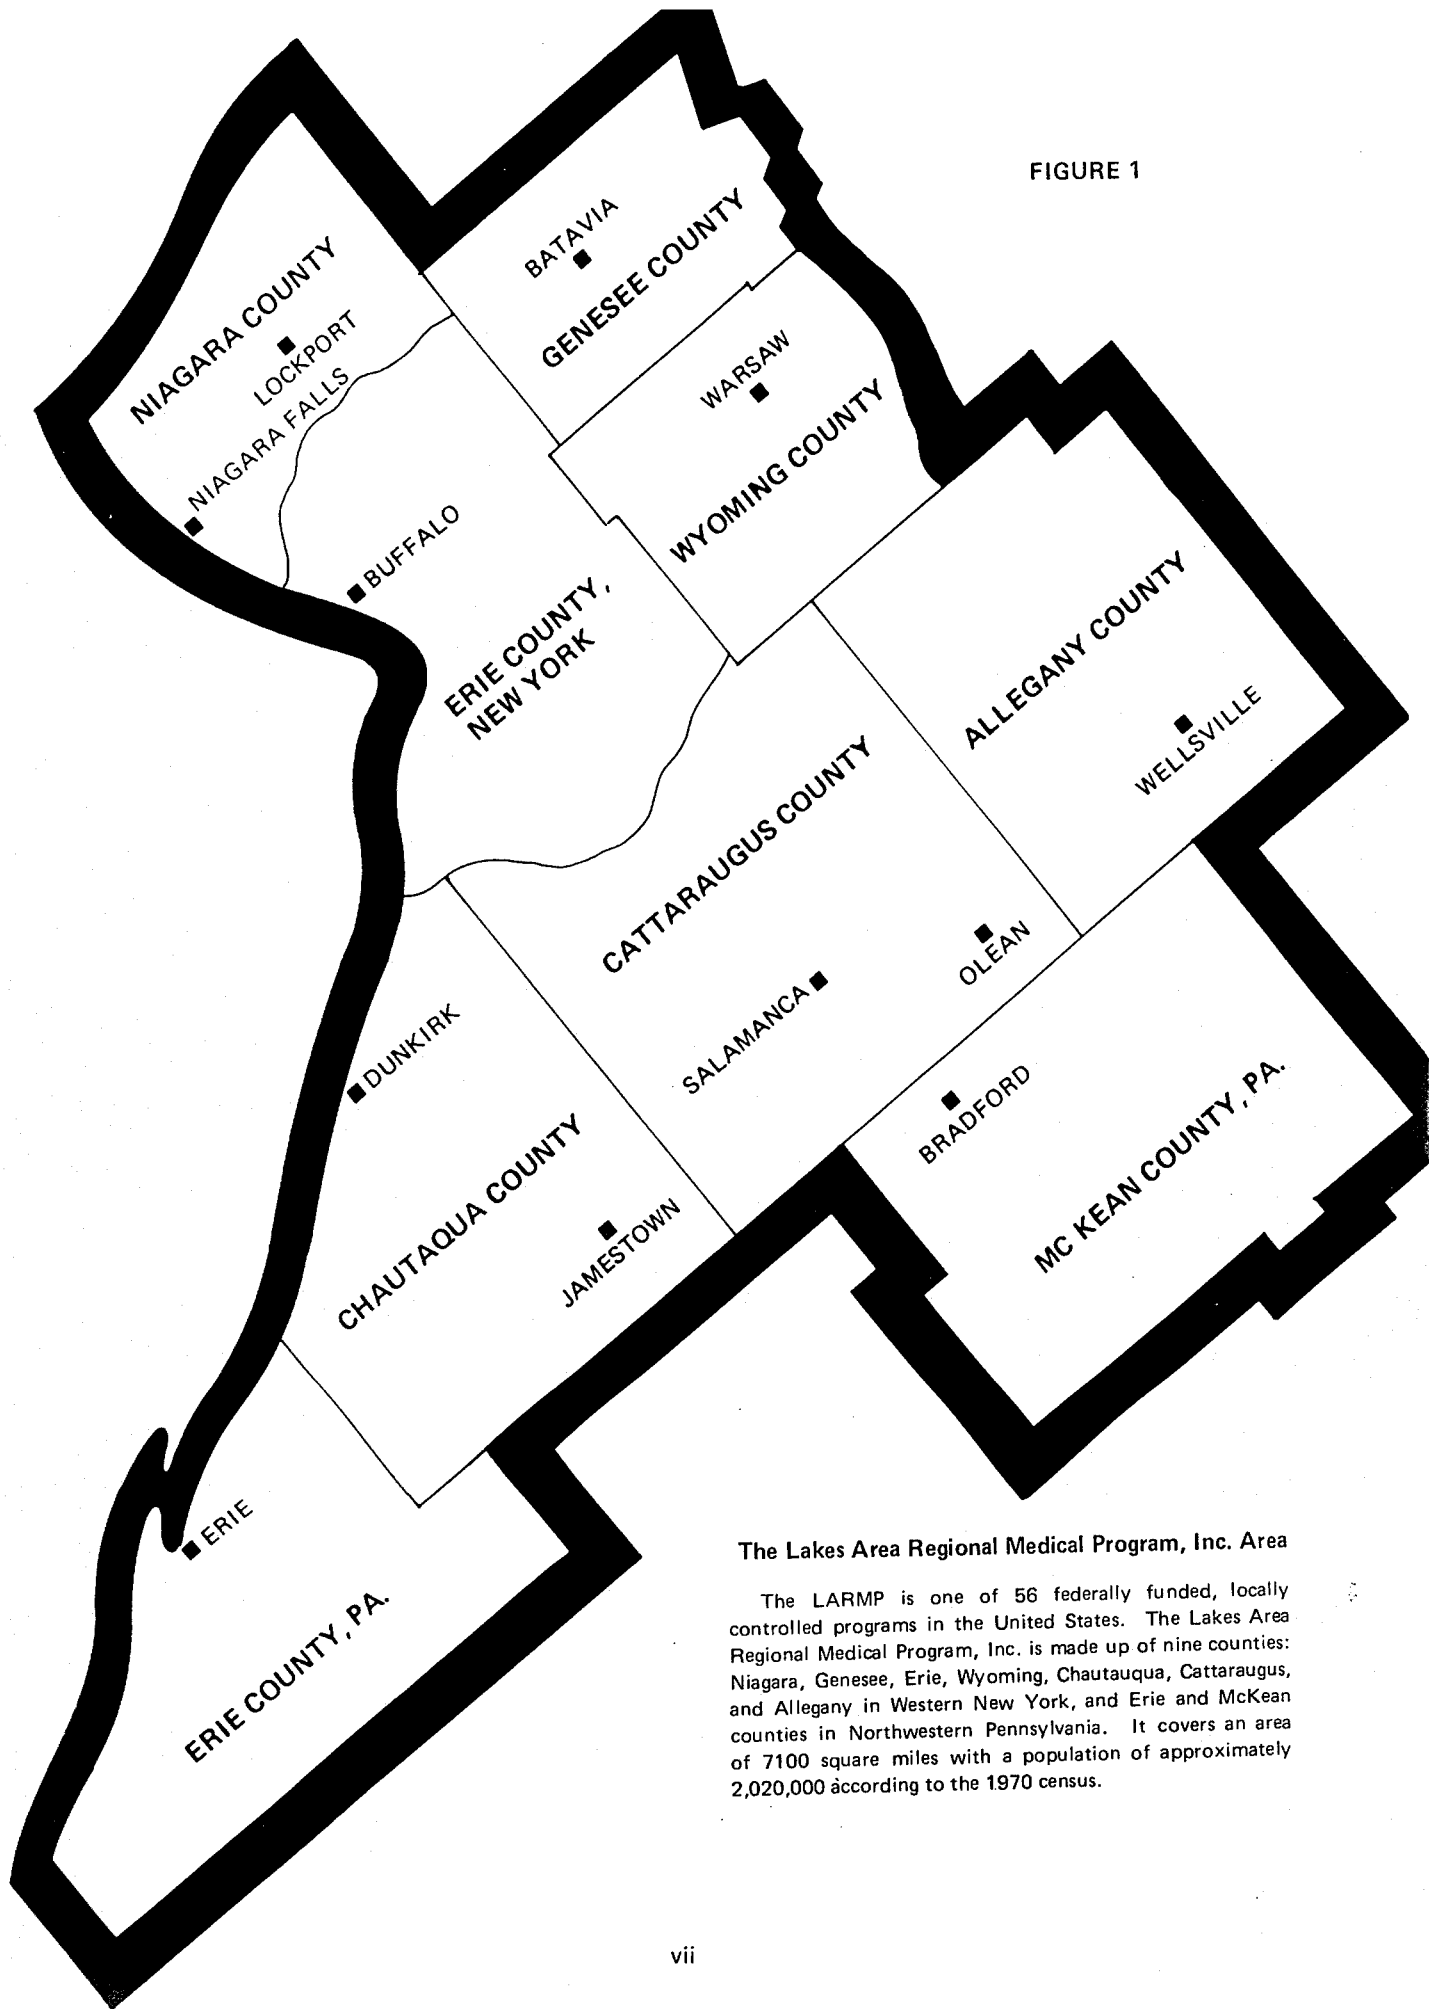 FIGURE 1
BATAVIA
GENESEE COUNTY
NIAGARA COUNTY
LOCKPORT
NIAGARA FALLS
WARSAW
WYOMING COUNTY
BUFFALO
ERIE COUNTY,
NEW YORK
ALLEGANY COUNTY
WELLSVILLE
CATTARAUGUS COUNTY
OLEAN
SALAMANCA
DUNKIRK
BRADFORD
MC KEAN COUNTY, PA.
CHAUTAQUA COUNTY
JAMESTOWN
ERIE
ERIE COUNTY, PA.
The Lakes Area Regional Medical Program, Inc. Area
The LARMP is one of 56 federally funded, locally
controlled programs in the United States. The Lakes Area
Regional Medical Program, Inc. is made up of nine counties:
Niagara, Genesee, Erie, Wyoming, Chautauqua, Cattaraugus,
and Allegany in Western New York, and Erie and McKean
counties in Northwestern Pennsylvania. It covers an area
of 7100 square miles with a population of approximately
2,020,000 according to the 1970 census.
vii